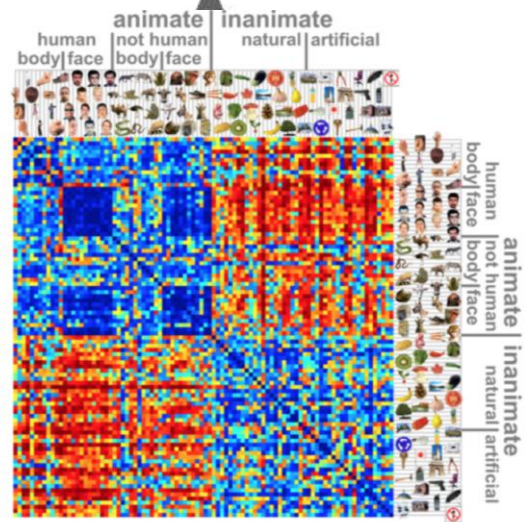 animate inanimate
human not human natural artificial
body face body face
human
body face
not human
body face
animate
natural artificial
inanimate